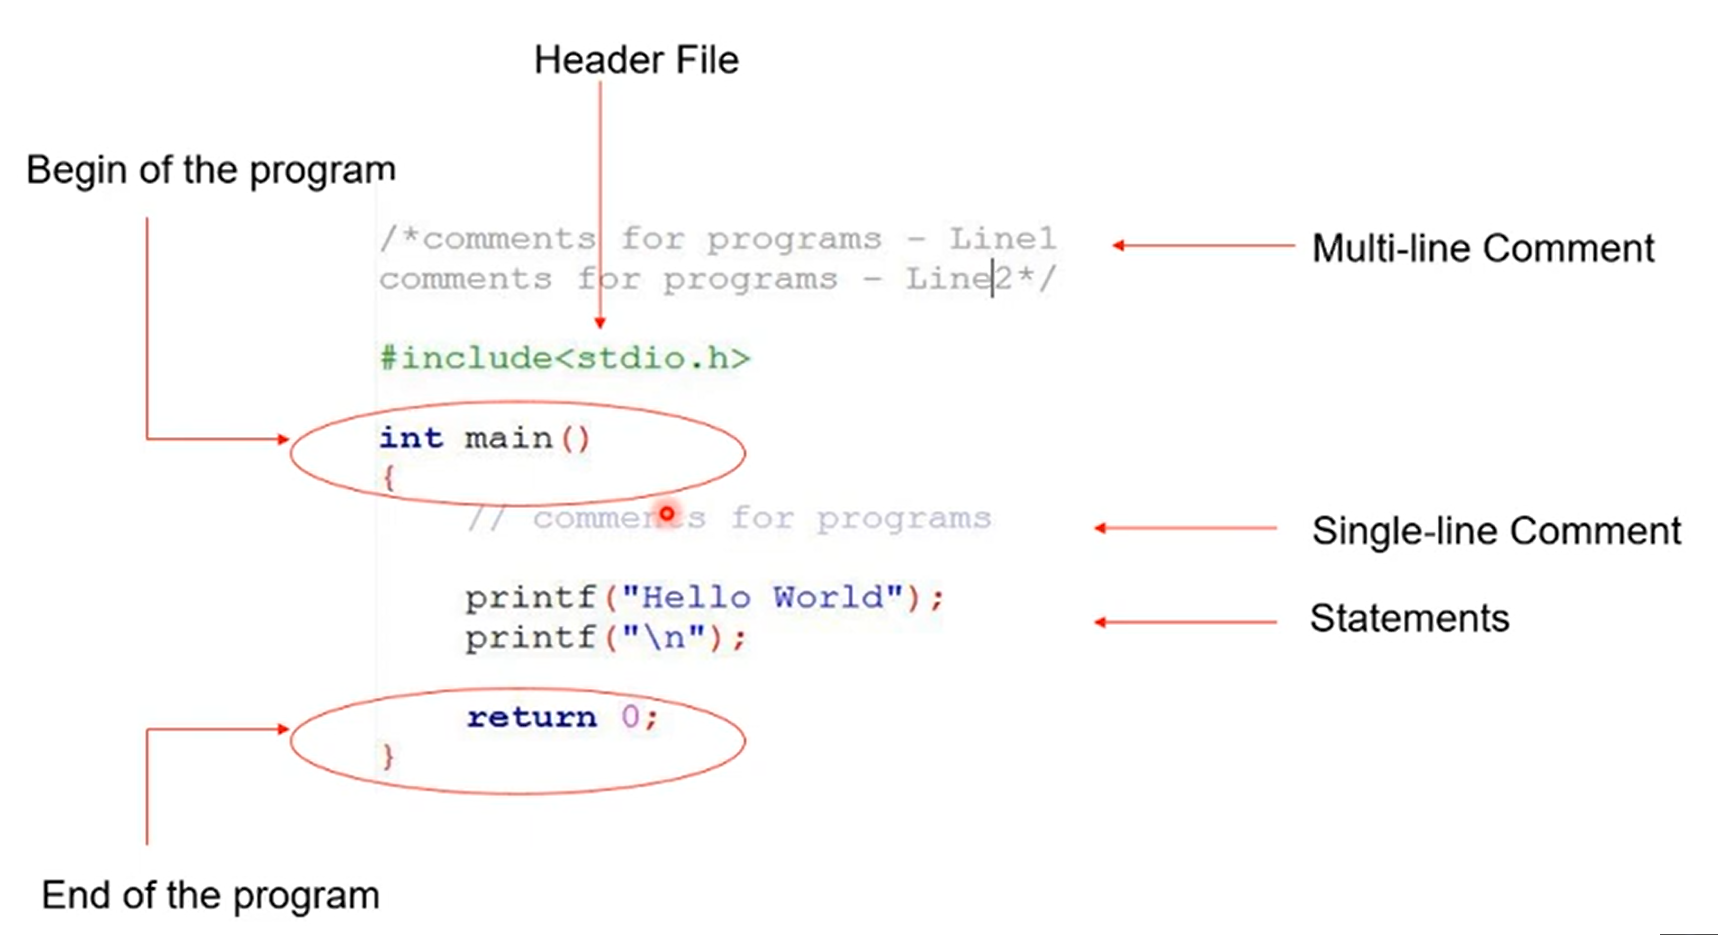 Header File
Begin of the program
/*comments for programs - Line1
Multi-line Comment
comments for programs - Line2*/
#include<stdio.h>
int main()
{
// comments for programs
Single-line Comment
printf("Hello World");
Statements
printf("\n");
return 0;
}
End of the program